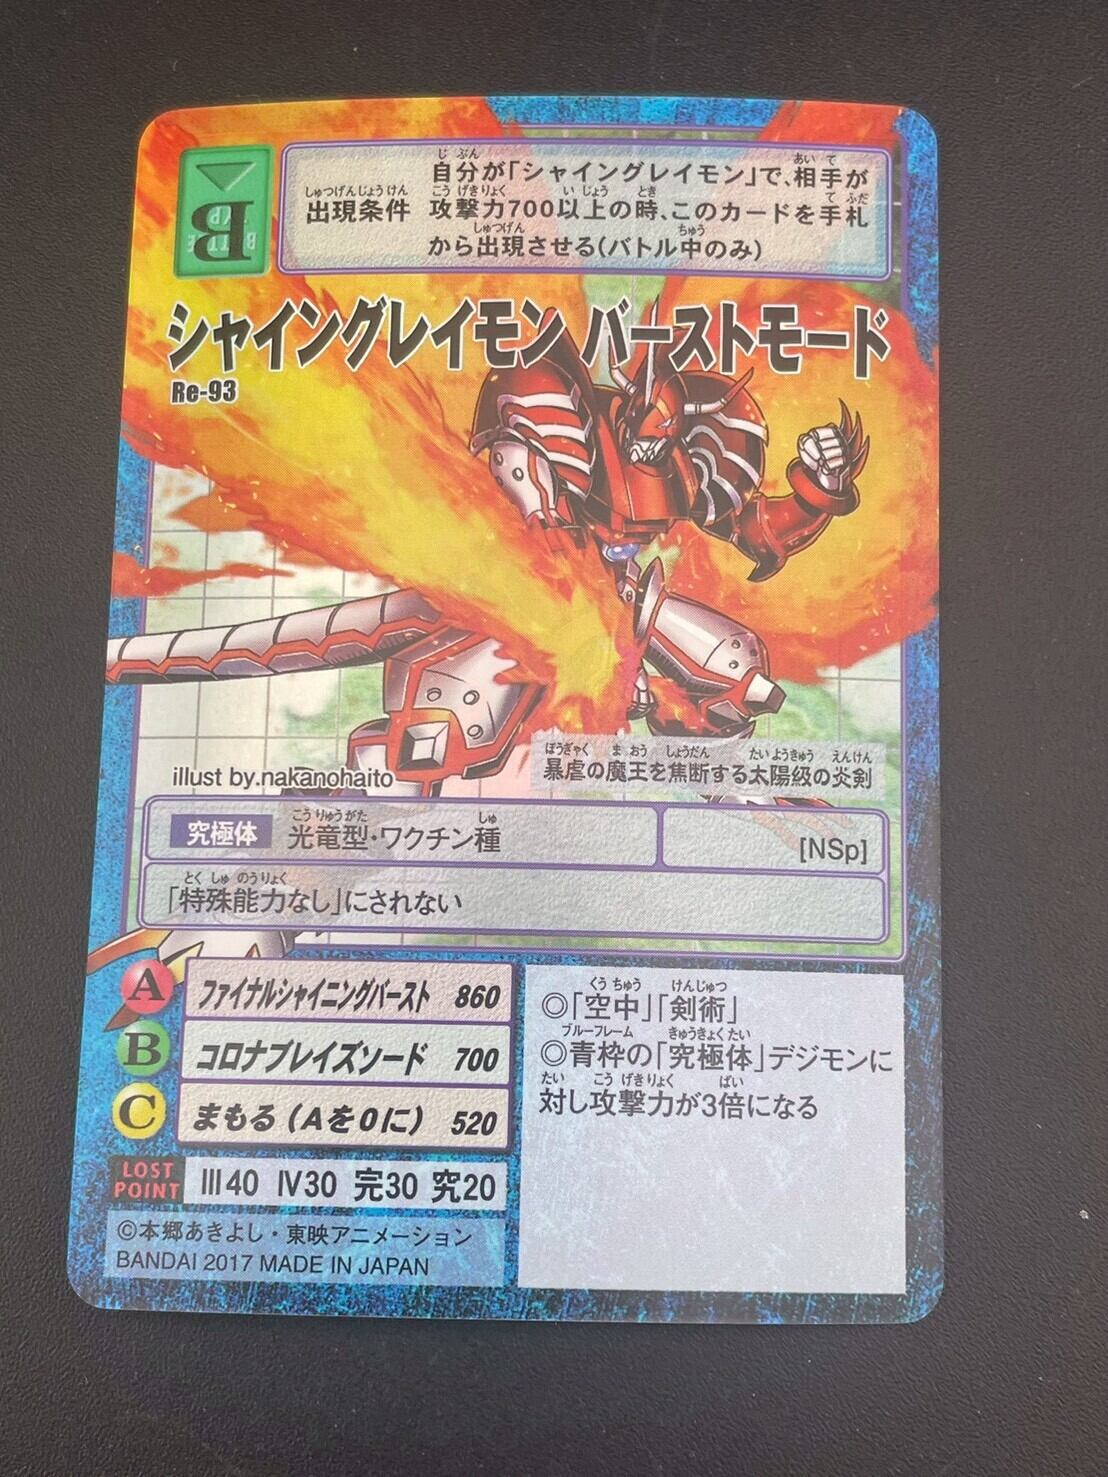 自分が「シャイングレイモン」で、相手が
出現条件 攻撃力700以上の時、このカードを手札
から出現させる(バトル中のみ)
B
シャイングレイモン バーストモード
Re-93
illust by.nakanohaito
暴虐の魔王を焦断する太陽級の炎剣
究極体 光竜型・ワクチン種
[NSp]
「特殊能力なし」にされない
A ファイナルシャイニングバースト 860
B コロナブレイズソード 700
C まもる (Aを0に) 520
◎「空中」「剣術」
◎青枠の「究極体」デジモンに
対し攻撃力が3倍になる
LOST POINT Ⅲ40 Ⅳ30 完30 究20
©本郷あきよし・東映アニメーション
BANDAI 2017 MADE IN JAPAN